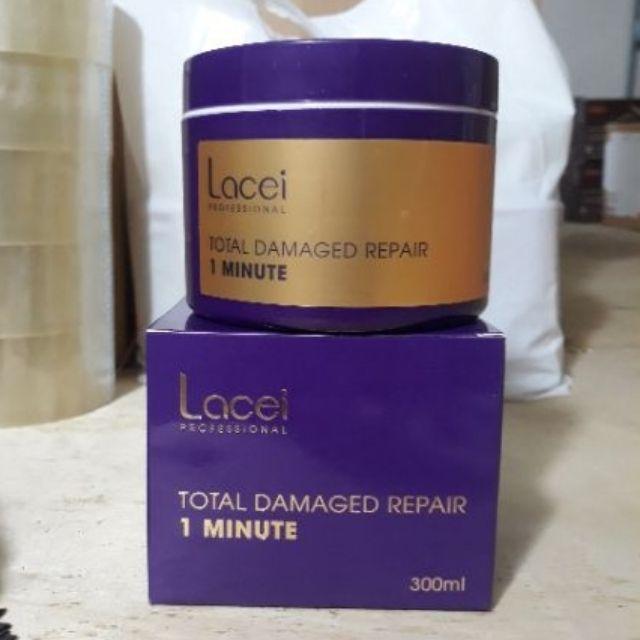 Lacei
PROFESSIONAL
TOTAL DAMAGED REPAIR
1 MINUTE
Lacei
PROFESSIONAL
TOTAL DAMAGED REPAIR
1 MINUTE
300ml